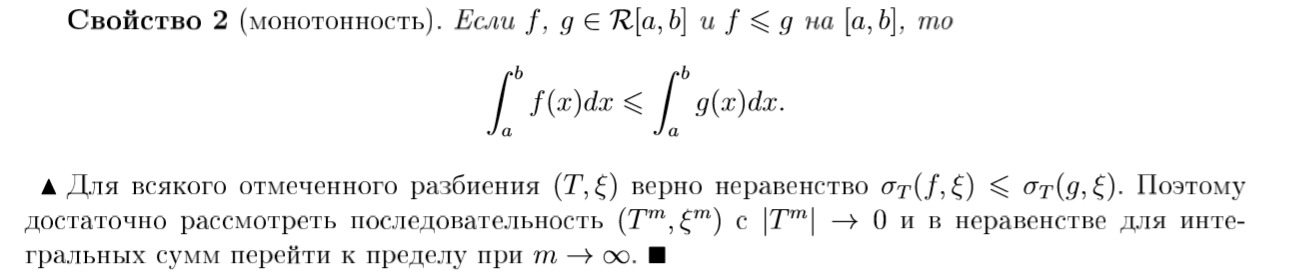 Свойство 2 (монотонность). Если f, g ∈ ℛ[a, b] и f ⩽ g на [a, b], то
∫_a^b f(x)dx ⩽ ∫_a^b g(x)dx.
▲ Для всякого отмеченного разбиения (T, ξ) верно неравенство σ_T(f, ξ) ⩽ σ_T(g, ξ). Поэтому
достаточно рассмотреть последовательность (T^m, ξ^m) с |T^m| → 0 и в неравенстве для инте-
гральных сумм перейти к пределу при m → ∞. ■